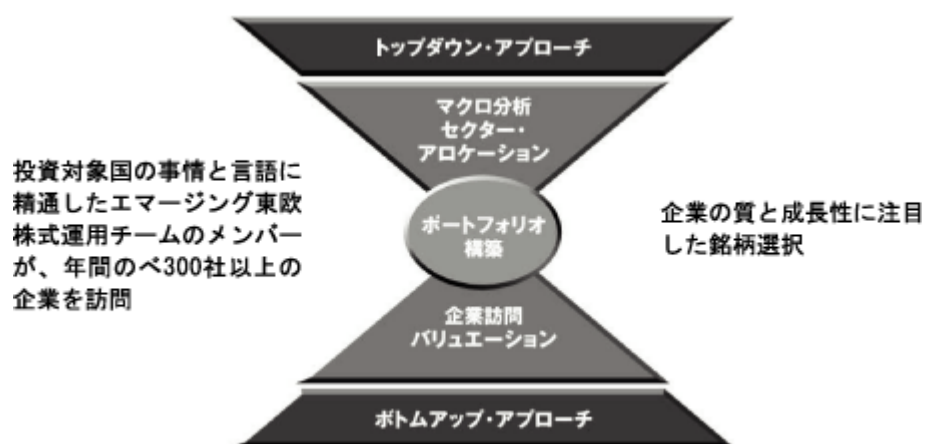 トップダウン・アプローチ
マクロ分析
セクター・
アロケーション
投資対象国の事情と言語に
精通したエマージング東欧
株式運用チームのメンバー
が、年間のべ300社以上の
企業を訪問
ポートフォリオ
構築
企業の質と成長性に注目
した銘柄選択
企業訪問
バリュエーション
ボトムアップ・アプローチ